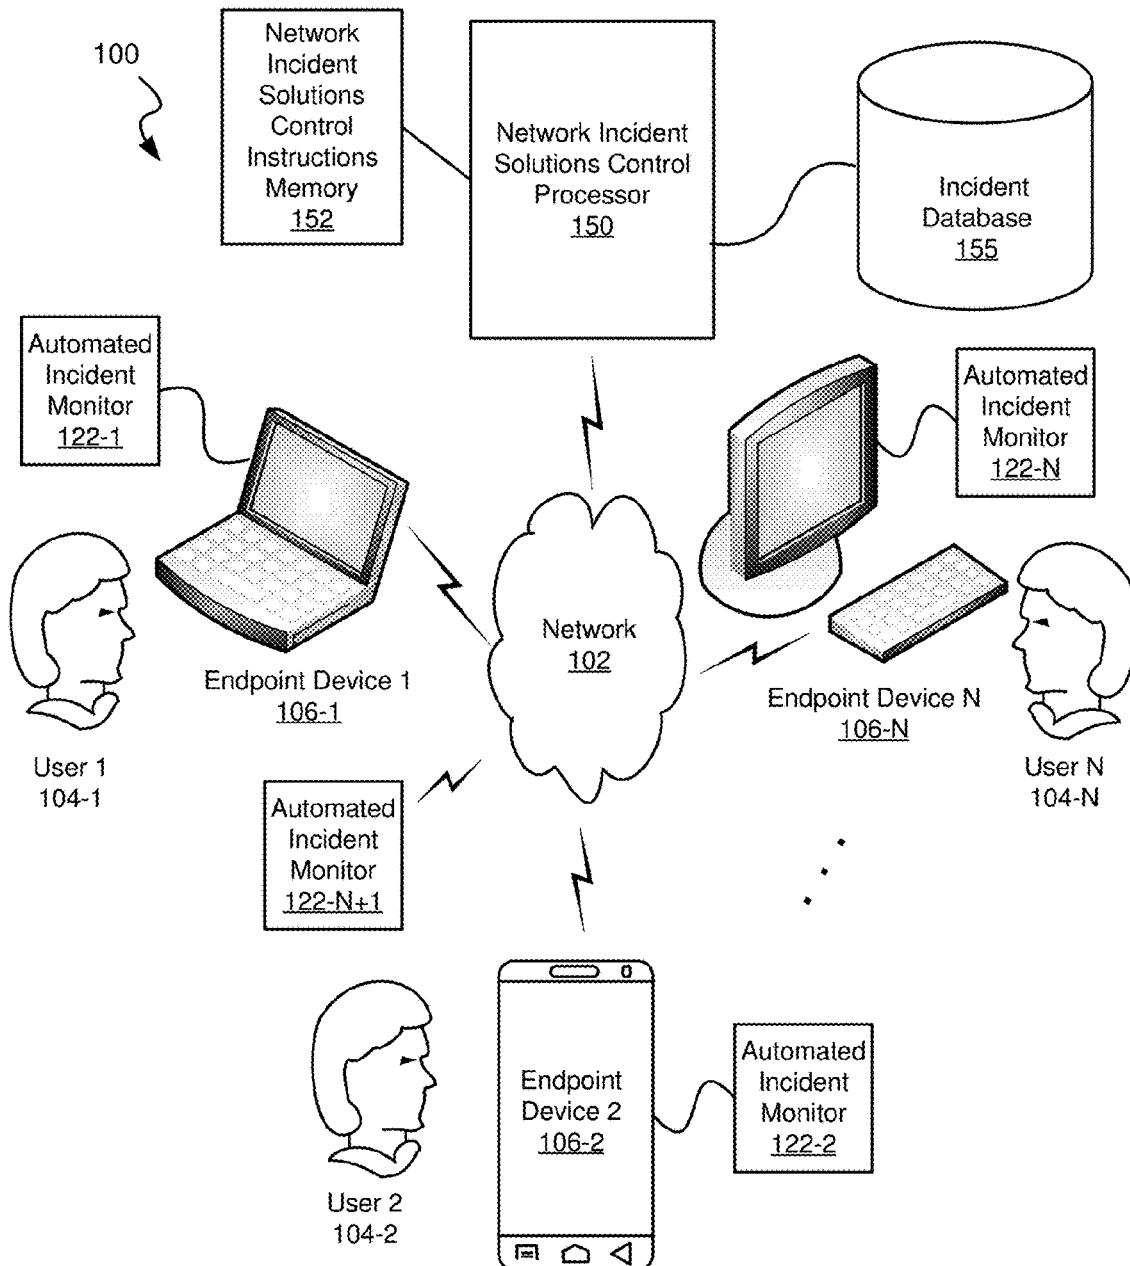 100
Network
Incident
Solutions
Control
Instructions
Memory
152
Network Incident
Solutions Control
Processor
150
Incident
Database
155
Automated
Incident
Monitor
122-1
Automated
Incident
Monitor
122-N
Network
102
Endpoint Device 1
106-1
Endpoint Device N
106-N
User 1
104-1
User N
104-N
Automated
Incident
Monitor
122-N+1
Endpoint
Device 2
106-2
Automated
Incident
Monitor
122-2
User 2
104-2